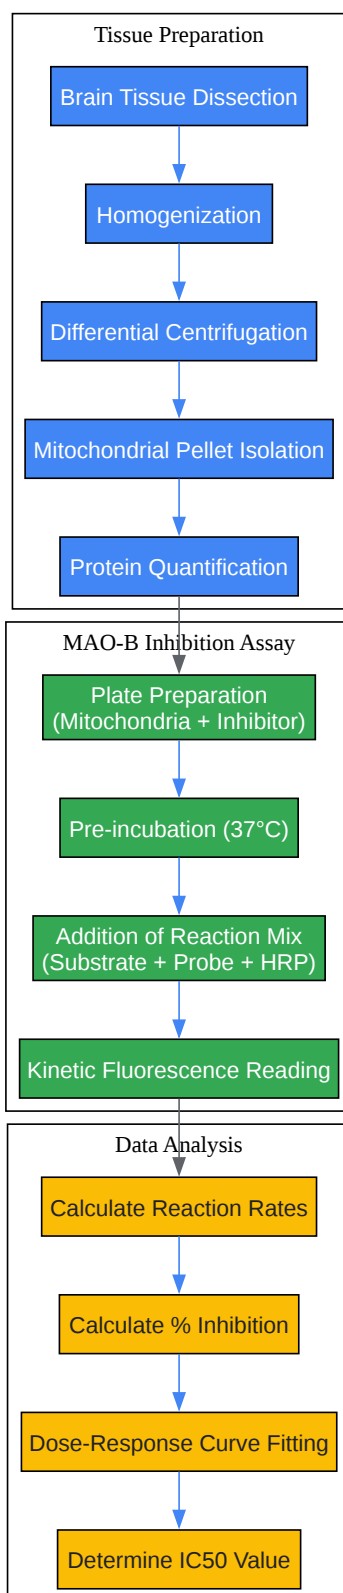 Tissue Preparation
Brain Tissue Dissection
Homogenization
Differential Centrifugation
Mitochondrial Pellet Isolation
Protein Quantification
MAO-B Inhibition Assay
Plate Preparation
(Mitochondria + Inhibitor)
Pre-incubation (37°C)
Addition of Reaction Mix
(Substrate + Probe + HRP)
Kinetic Fluorescence Reading
Data Analysis
Calculate Reaction Rates
Calculate % Inhibition
Dose-Response Curve Fitting
Determine IC50 Value